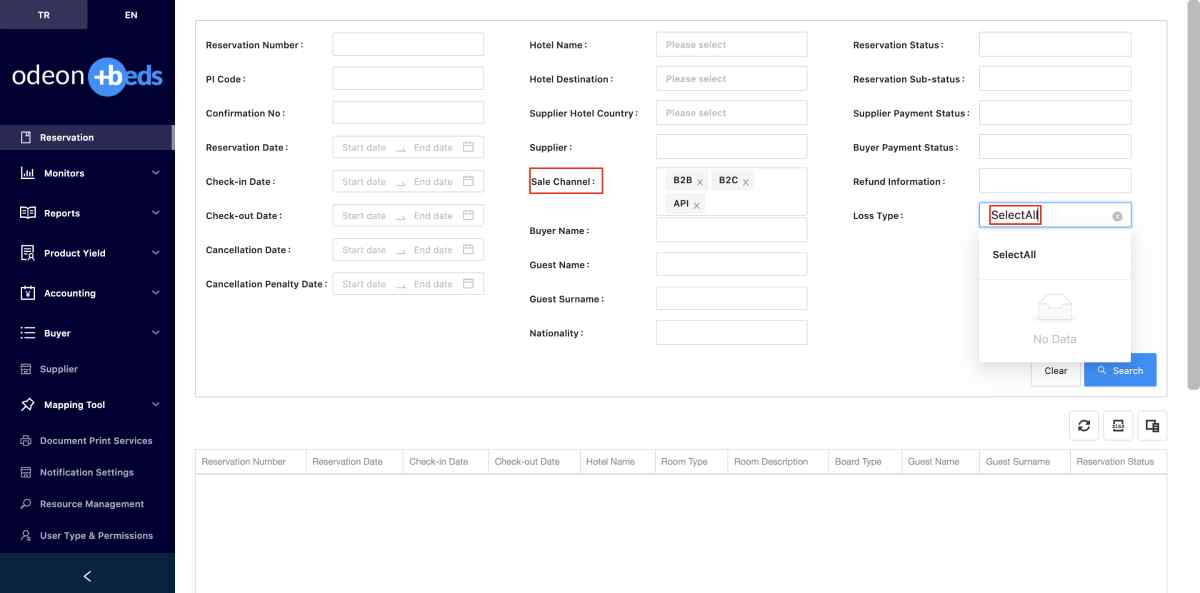 TR
EN
odeon +beds
Reservation
Monitors
Reports
Product Yield
Accounting
Buyer
Supplier
Mapping Tool
Document Print Services
Notification Settings
Resource Management
User Type & Permissions
Reservation Number :
PI Code :
Confirmation No :
Reservation Date : Start date End date
Check-in Date : Start date End date
Check-out Date : Start date End date
Cancellation Date : Start date End date
Cancellation Penalty Date : Start date End date
Hotel Name : Please select
Hotel Destination : Please select
Supplier Hotel Country : Please select
Supplier :
Sale Channel : B2B x B2C x
API x
Buyer Name :
Guest Name :
Guest Surname :
Nationality :
Reservation Status :
Reservation Sub-status :
Supplier Payment Status :
Buyer Payment Status :
Refund Information :
Loss Type : SelectAll
SelectAll
No Data
Clear Search
Reservation Number Reservation Date Check-in Date Check-out Date Hotel Name Room Type Room Description Board Type Guest Name Guest Surname Reservation Status